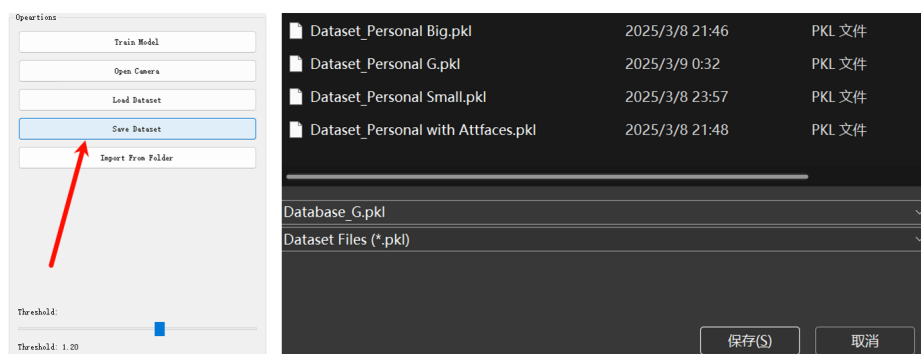 Opeartions
Train Model
Open Camera
Load Dataset
Save Dataset
Import From Folder
Threshold:
Threshold: 1.20
Dataset_Personal Big.pkl 2025/3/8 21:46 PKL 文件
Dataset_Personal G.pkl 2025/3/9 0:32 PKL 文件
Dataset_Personal Small.pkl 2025/3/8 23:57 PKL 文件
Dataset_Personal with Attfaces.pkl 2025/3/8 21:48 PKL 文件
Database_G.pkl
Dataset Files (*.pkl)
保存(S) 取消